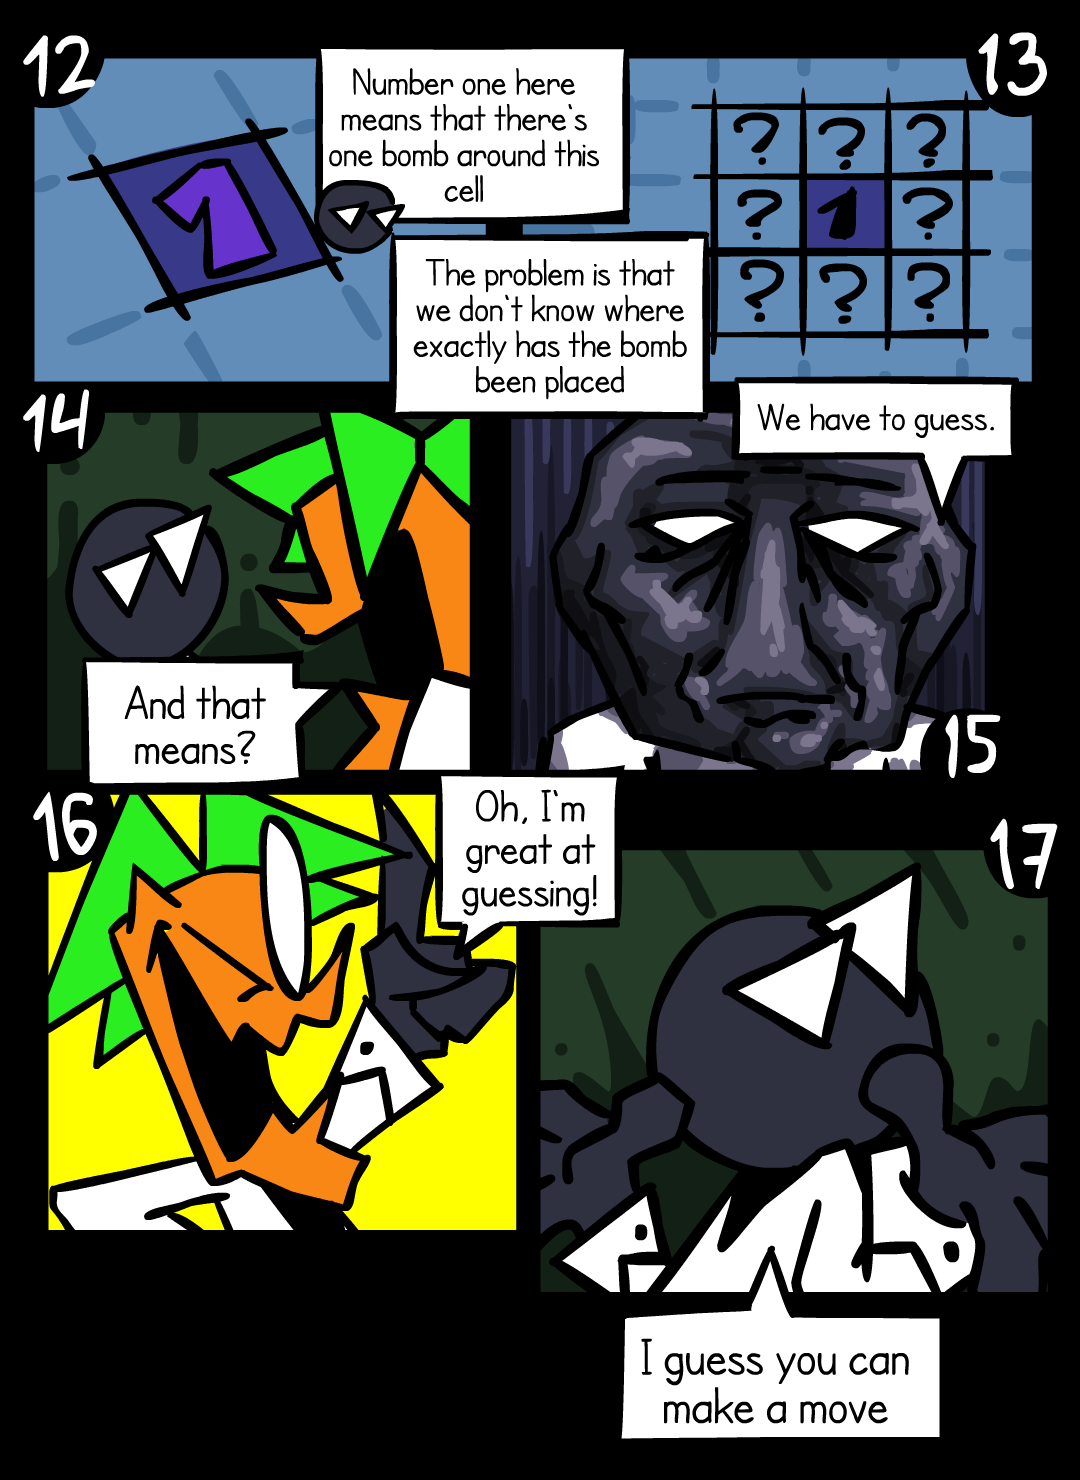 12
Number one here
means that there's
one bomb around this
cell
1
The problem is that
we don't know where
exactly has the bomb
been placed
13
? ? ?
? 1 ?
? ? ?
14
And that
means?
We have to guess.
15
16
Oh, I'm
great at
guessing!
17
I guess you can
make a move